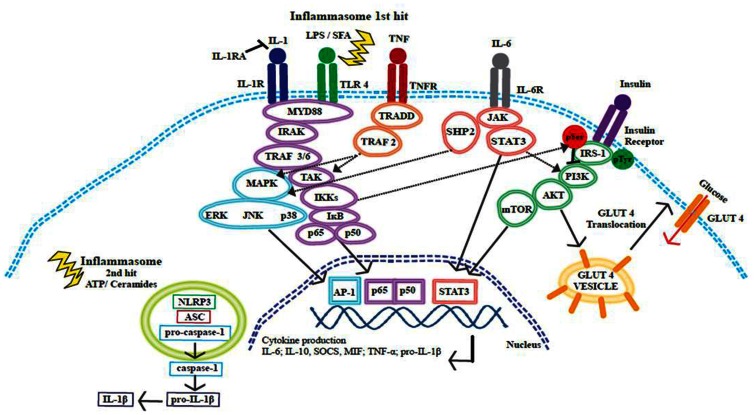 Inflammasome 1st hit
LPS / SFA
IL-1
TNF
IL-6
IL-1RA
IL-1R
TLR 4
TNFR
IL-6R
Insulin
Insulin
Receptor
MYD88
IRAK
TRAF 3/6
TAK
IKKs
IκB
p65
p50
MAPK
ERK
JNK
p38
TRADD
TRAF 2
SHP2
JAK
STAT3
pSer
IRS-1
pTyr
PI3K
AKT
mTOR
GLUT 4
Translocation
Glucose
GLUT 4
GLUT 4
VESICLE
Inflammasome
2nd hit
ATP/ Ceramides
NLRP3
ASC
pro-caspase-1
caspase-1
pro-IL-1β
IL-1β
AP-1
p65
p50
STAT3
Cytokine production
IL-6; IL-10, SOCS, MIF; TNF-α; pro-IL-1β
Nucleus